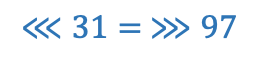 ⋘ 31 = ⋙ 97